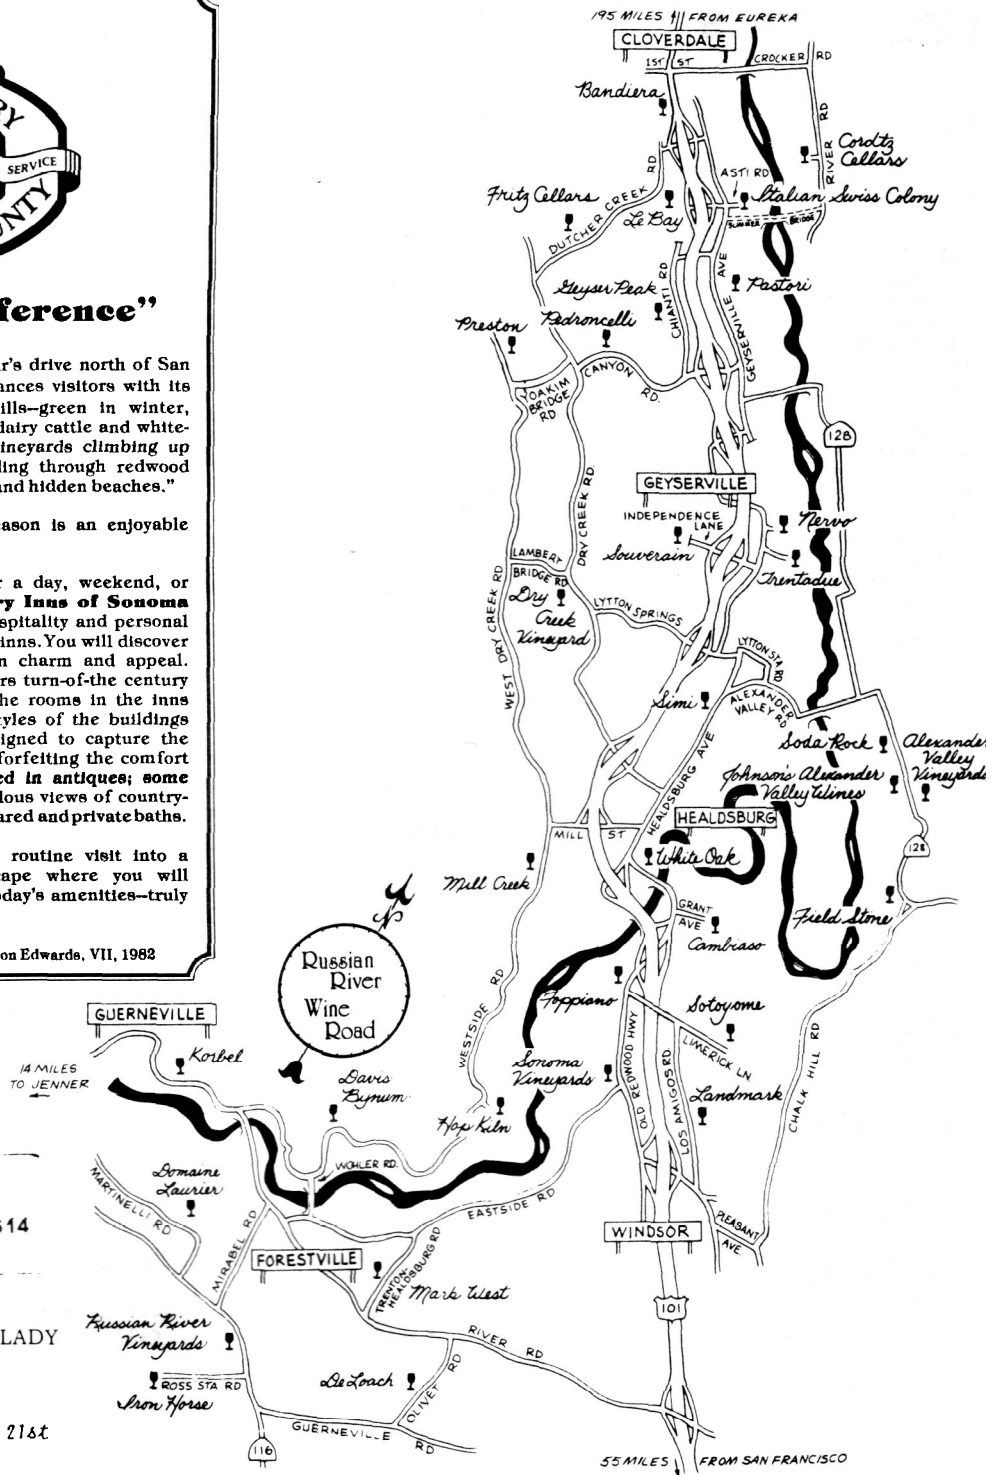 SERVICE
UNTY
ference”
r's drive north of San
ances visitors with its
ills–green in winter,
dairy cattle and white-
ineyards climbing up
ling through redwood
and hidden beaches."
ason is an enjoyable
r a day, weekend, or
ry Inns of Sonoma
spitality and personal
inns. You will discover
n charm and appeal.
rs turn-of-the century
he rooms in the inns
tyles of the buildings
igned to capture the
forfeiting the comfort
ed in antiques; some
lous views of country-
ared and private baths.
routine visit into a
ape where you will
oday's amenities–truly
on Edwards, VII, 1982
614
LADY
21st
195 MILES FROM EUREKA
CLOVERDALE
1ST ST
CROCKER RD
Bandiera
RIVER RD
Cordtz
Cellars
ASTI RD
Italian Swiss Colony
SUMMER BRIDGE
Fritz Cellars
DUTCHER CREEK RD
Le Bay
CHIANTI RD
GEYSERVILLE AVE
Pastori
Geyser Peak
Pedroncelli
Preston
YOAKIM
BRIDGE
RD
CANYON RD.
128
GEYSERVILLE
INDEPENDENCE
LANE
Nervo
Souverain
Trentadue
DRY CREEK RD.
LAMBERT
BRIDGE RD
Dry
Creek
Vineyard
WEST DRY CREEK RD
LYTTON SPRINGS
LYTTON STA RD
Simi
ALEXANDER
VALLEY RD
Soda Rock
Alexande
Valley
Vineyards
Johnson's Alexander
Valley Wines
HEALDSBURG AVE
HEALDSBURG
MILL ST
White Oak
128
Mill Creek
GRANT
AVE
Cambiaso
Field Stone
N
Russian
River
Wine
Road
WESTSIDE RD
Foppiano
Sotoyome
LIMERICK LN.
GUERNEVILLE
Korbel
14 MILES
TO JENNER
Davis
Bynum
Sonoma
Vineyards
OLD REDWOOD HWY
LOS AMIGOS RD.
Landmark
CHALK HILL RD
Hop Kiln
WOHLER RD.
Domaine
Laurier
MARTINELLI RD
MIRABEL RD
EASTSIDE RD
WINDSOR
PLEASANT
AVE.
FORESTVILLE
TRENTON-
HEALDSBURG RD
Mark West
101
Russian River
Vineyards
RIVER RD
ROSS STA RD
Iron Horse
DeLoach
OLIVET RD
GUERNEVILLE RD
116
55 MILES FROM SAN FRANCISCO